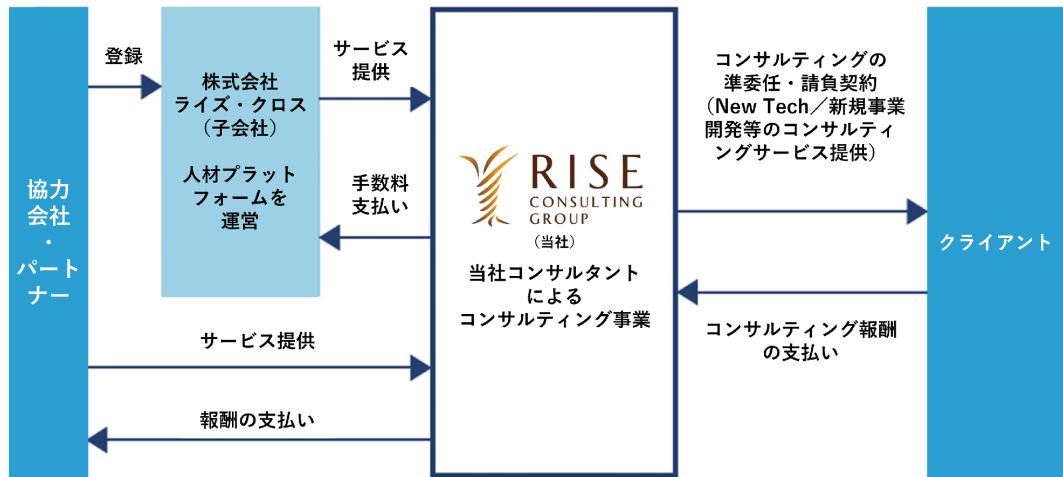 協力
会社
・
パート
ナー
登録
株式会社
ライズ・クロス
（子会社）
人材プラット
フォームを
運営
サービス
提供
手数料
支払い
サービス提供
報酬の支払い
RISE
CONSULTING
GROUP
（当社）
当社コンサルタント
による
コンサルティング事業
コンサルティングの
準委任・請負契約
（New Tech／新規事業
開発等のコンサルティ
ングサービス提供）
コンサルティング報酬
の支払い
クライアント